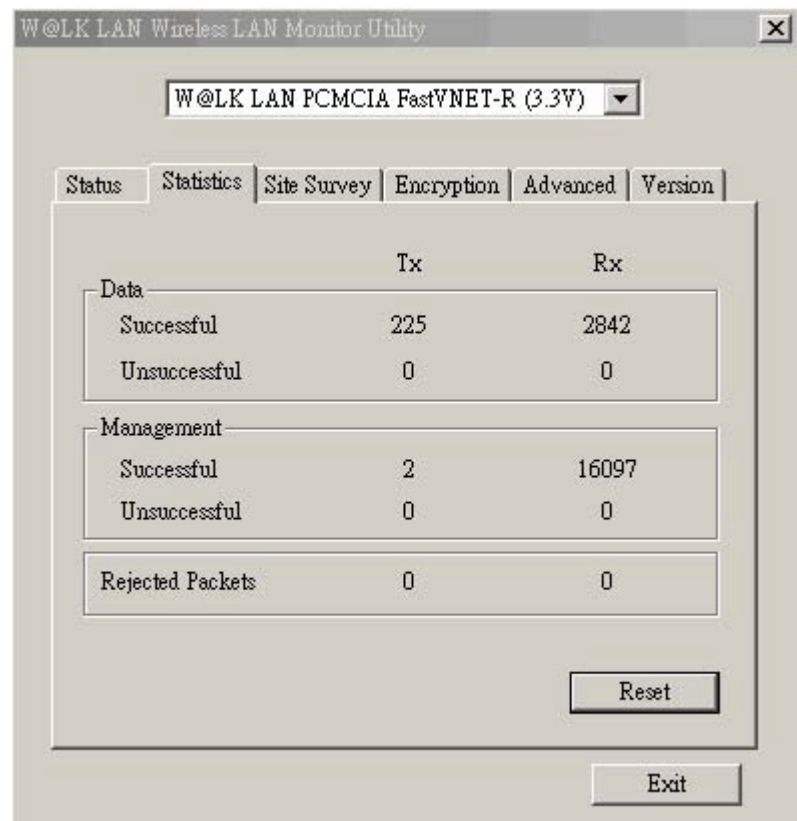 W@LK LAN Wireless LAN Monitor Utility
W@LK LAN PCMCIA FastVNET-R (3.3V)
Status Statistics Site Survey Encryption Advanced Version
Tx Rx
Data
Successful 225 2842
Unsuccessful 0 0
Management
Successful 2 16097
Unsuccessful 0 0
Rejected Packets 0 0
Reset
Exit